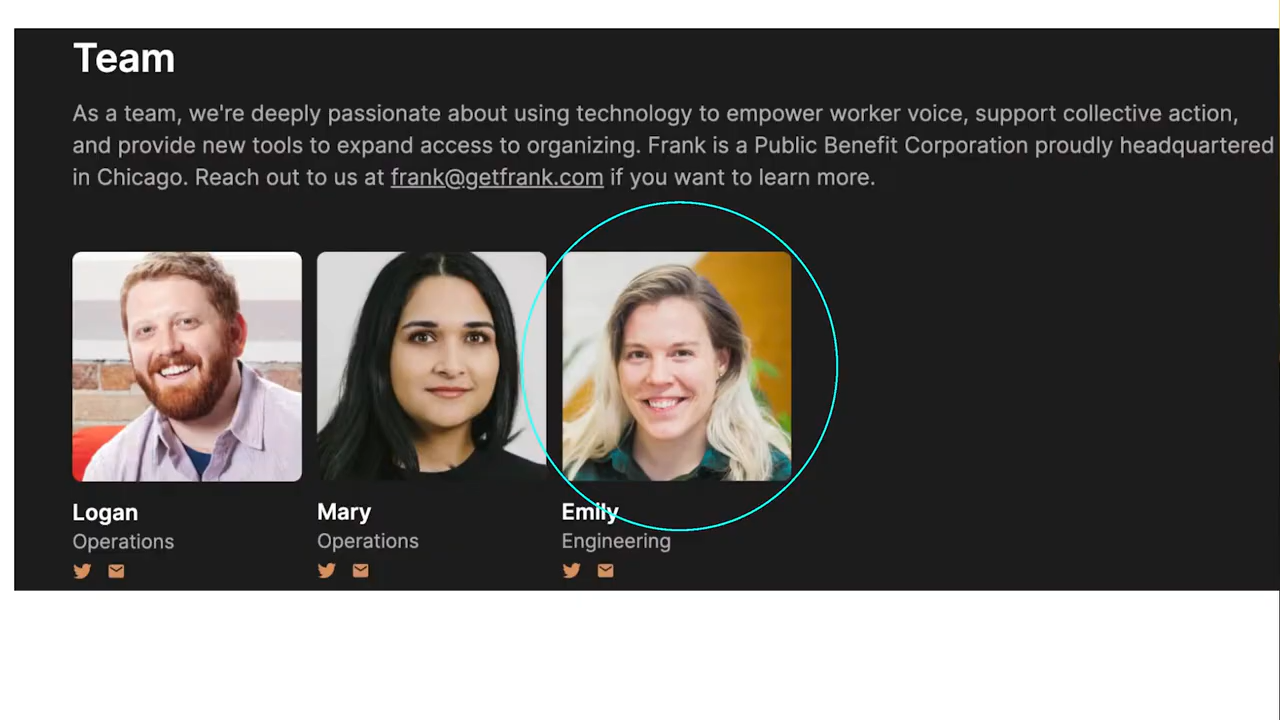 Team
As a team, we're deeply passionate about using technology to empower worker voice, support collective action,
and provide new tools to expand access to organizing. Frank is a Public Benefit Corporation proudly headquartered
in Chicago. Reach out to us at frank@getfrank.com if you want to learn more.
Logan
Operations
Mary
Operations
Emily
Engineering